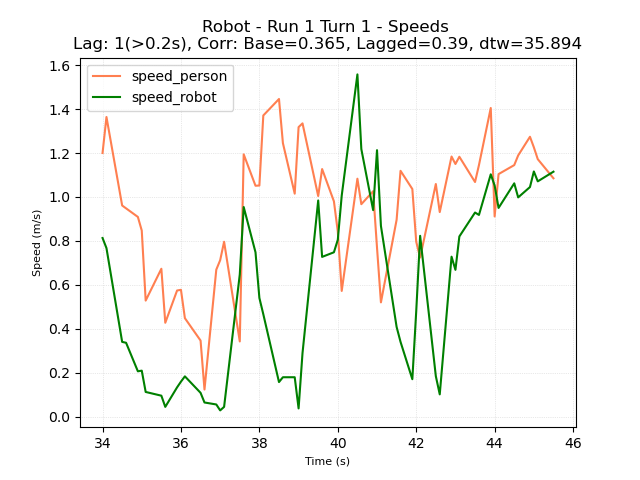 Robot - Run 1 Turn 1 - Speeds
Lag: 1(>0.2s), Corr: Base=0.365, Lagged=0.39, dtw=35.894
speed_person
speed_robot
1.6
1.4
1.2
1.0
0.8
0.6
0.4
0.2
0.0
Speed (m/s)
34 36 38 40 42 44 46
Time (s)